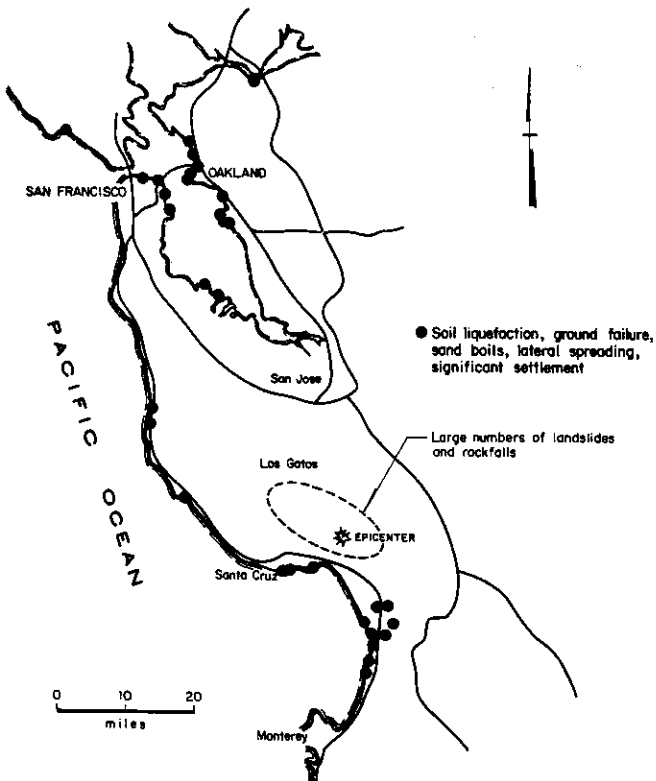 OAKLAND
SAN FRANCISCO
Soil liquefaction, ground failure,
sand boils, lateral spreading,
significant settlement
San Jose
PACIFIC OCEAN
Large numbers of landslides
and rockfalls
Los Gatos
EPICENTER
Santa Cruz
0 10 20
miles
Monterey